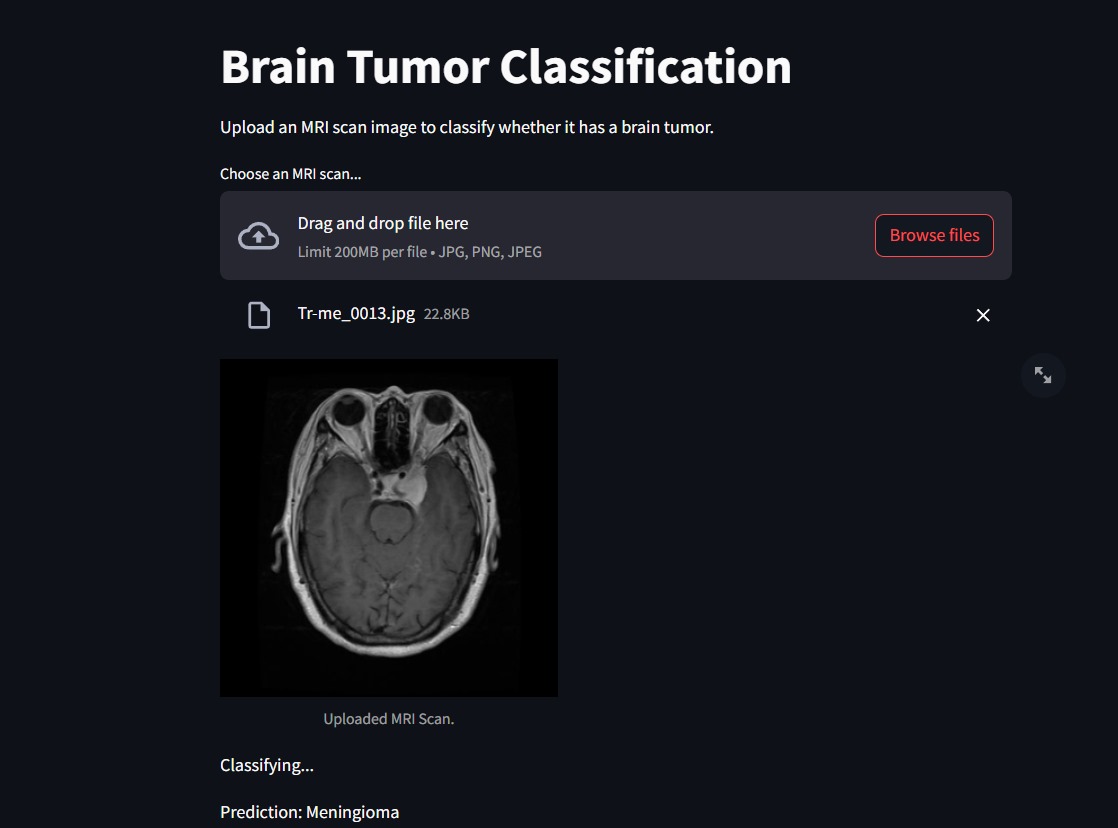 Brain Tumor Classification
Upload an MRI scan image to classify whether it has a brain tumor.
Choose an MRI scan...
Drag and drop file here
Limit 200MB per file • JPG, PNG, JPEG
Browse files
Tr-me_0013.jpg 22.8KB
Uploaded MRI Scan.
Classifying...
Prediction: Meningioma